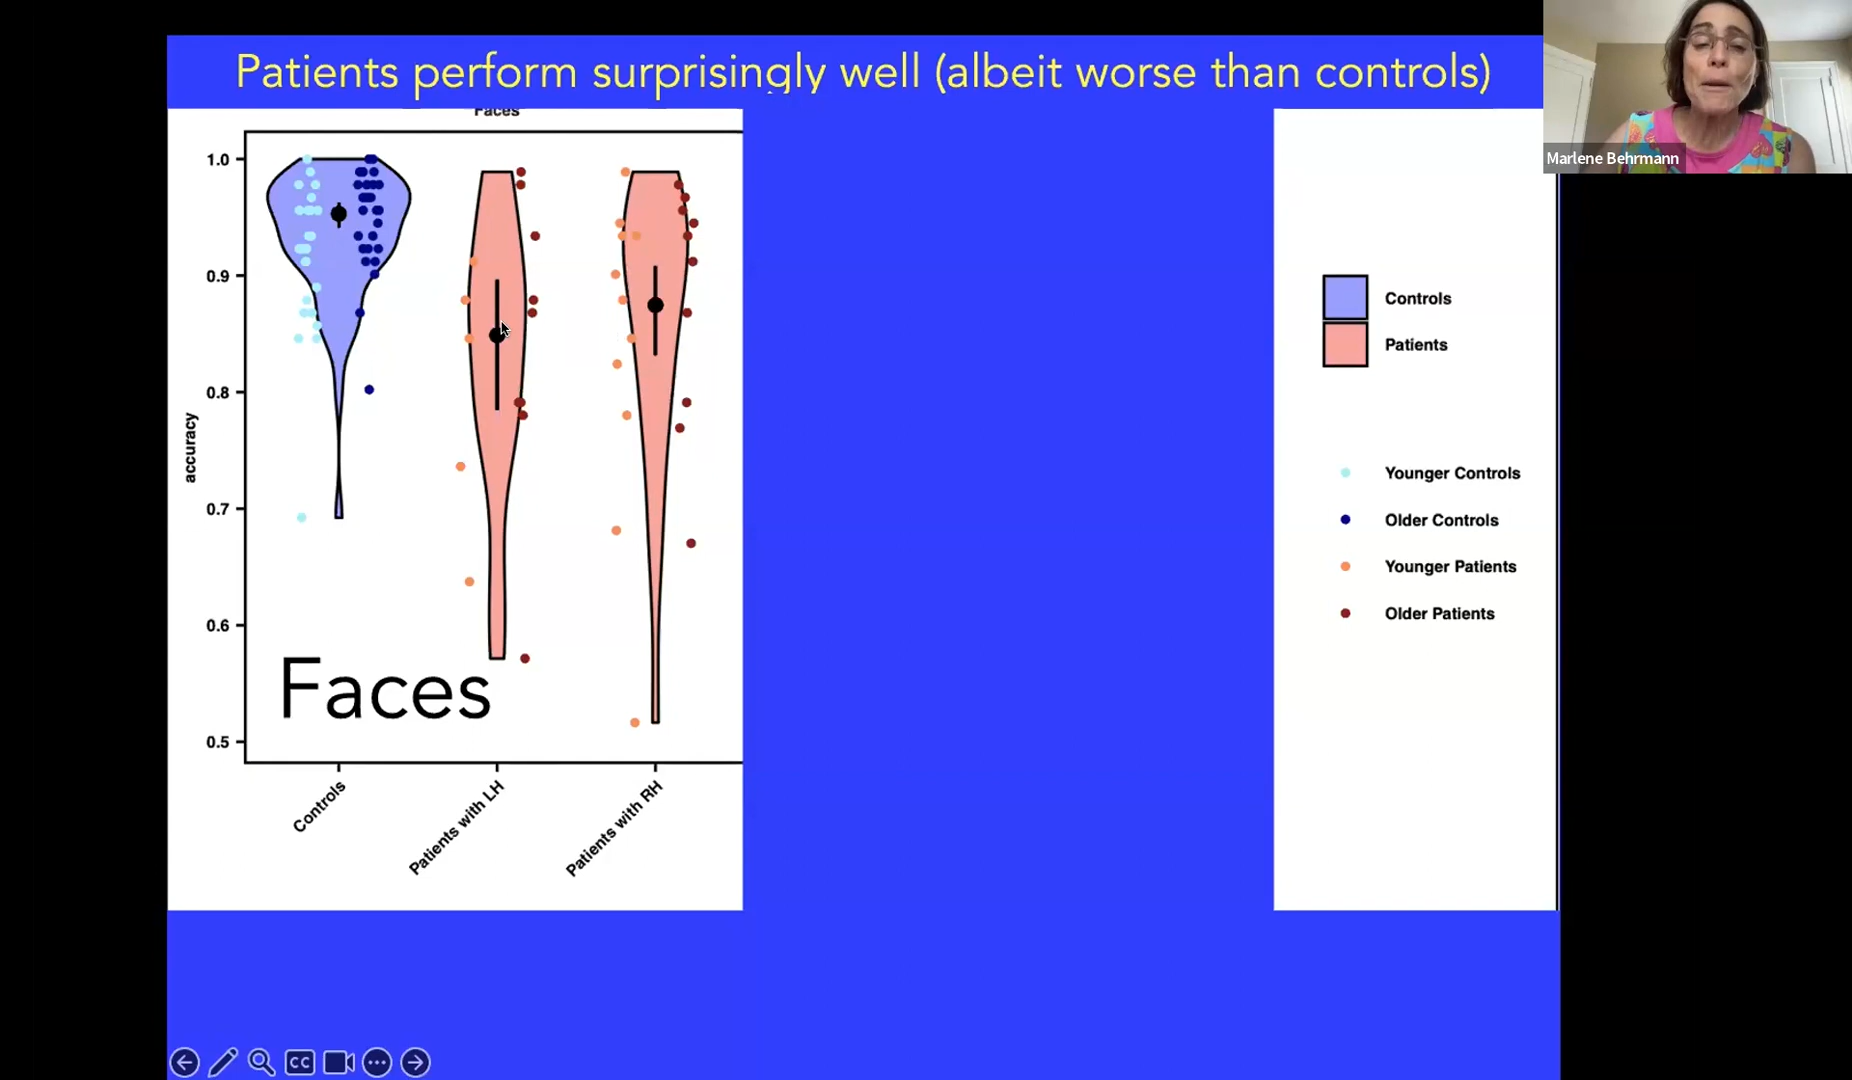 Patients perform surprisingly well (albeit worse than controls)
Marlene Behrmann
Faces
1.0
0.9
0.8
0.7
0.6
0.5
accuracy
Faces
Controls
Patients with LH
Patients with RH
Controls
Patients
Younger Controls
Older Controls
Younger Patients
Older Patients
CC